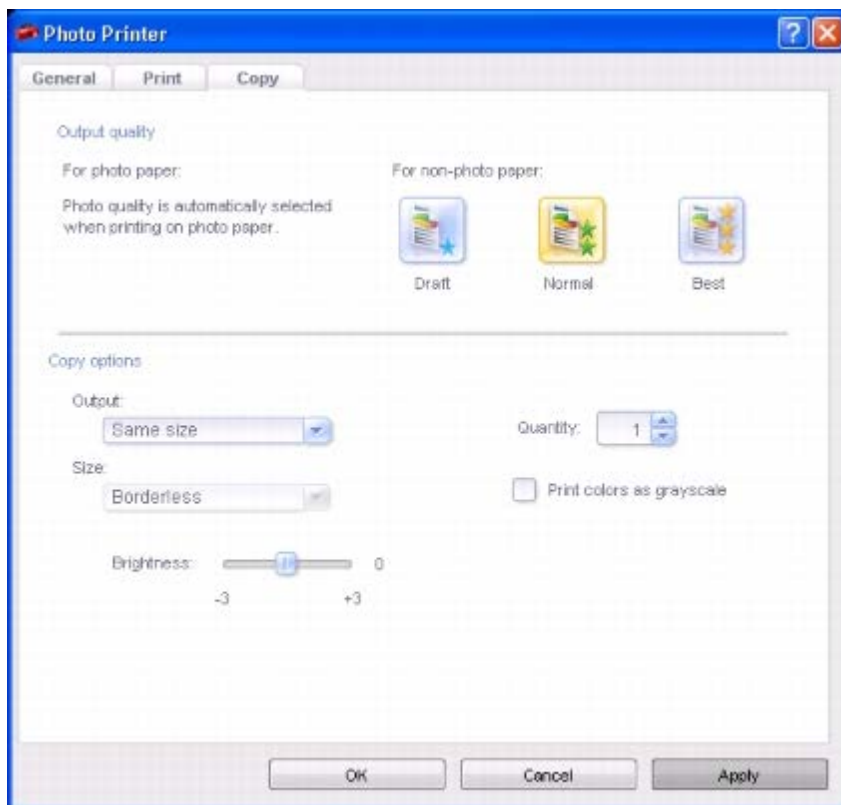 Photo Printer
General Print Copy
Output quality
For photo paper:
Photo quality is automatically selected
when printing on photo paper.
For non-photo paper:
Draft Normal Best
Copy options
Output:
Same size
Quantity: 1
Size:
Borderless
Print colors as grayscale
Brightness: 0
-3 +3
OK Cancel Apply